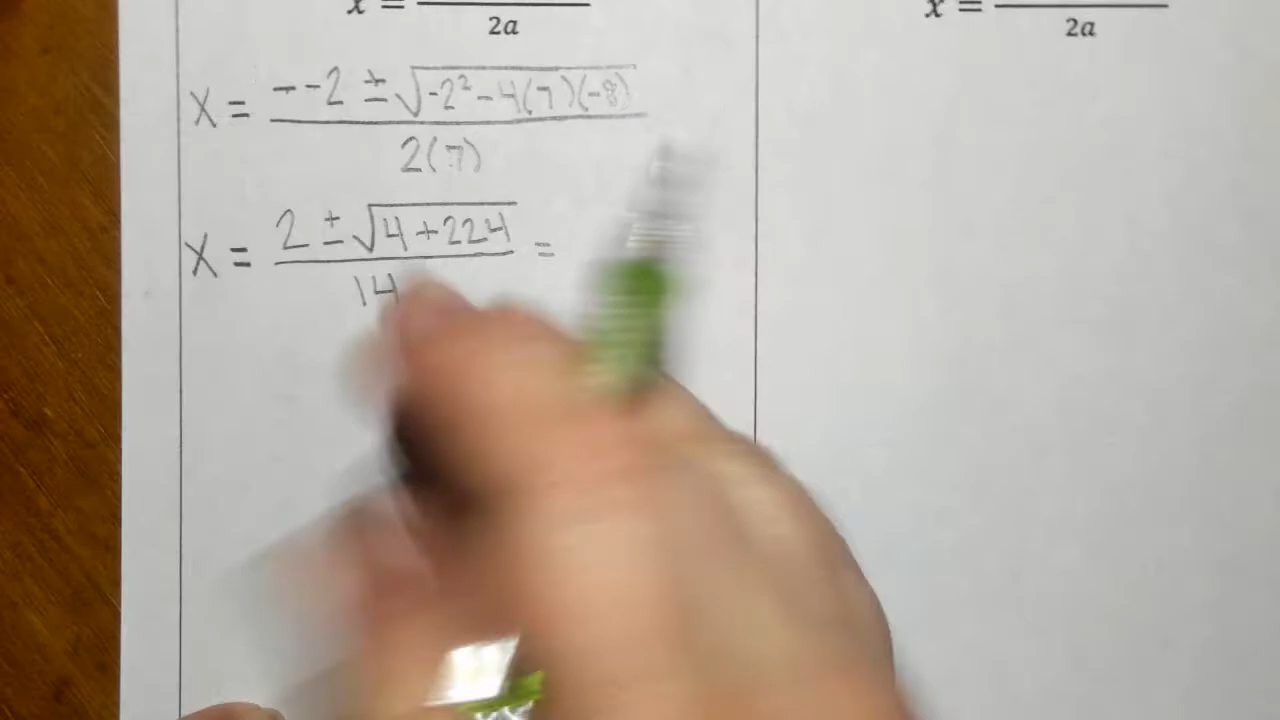 x = 2a
x = 2a
X = --2 ± √-2² - 4(7)(-8) / 2(7)
X = 2 ± √4+224 / 14 =